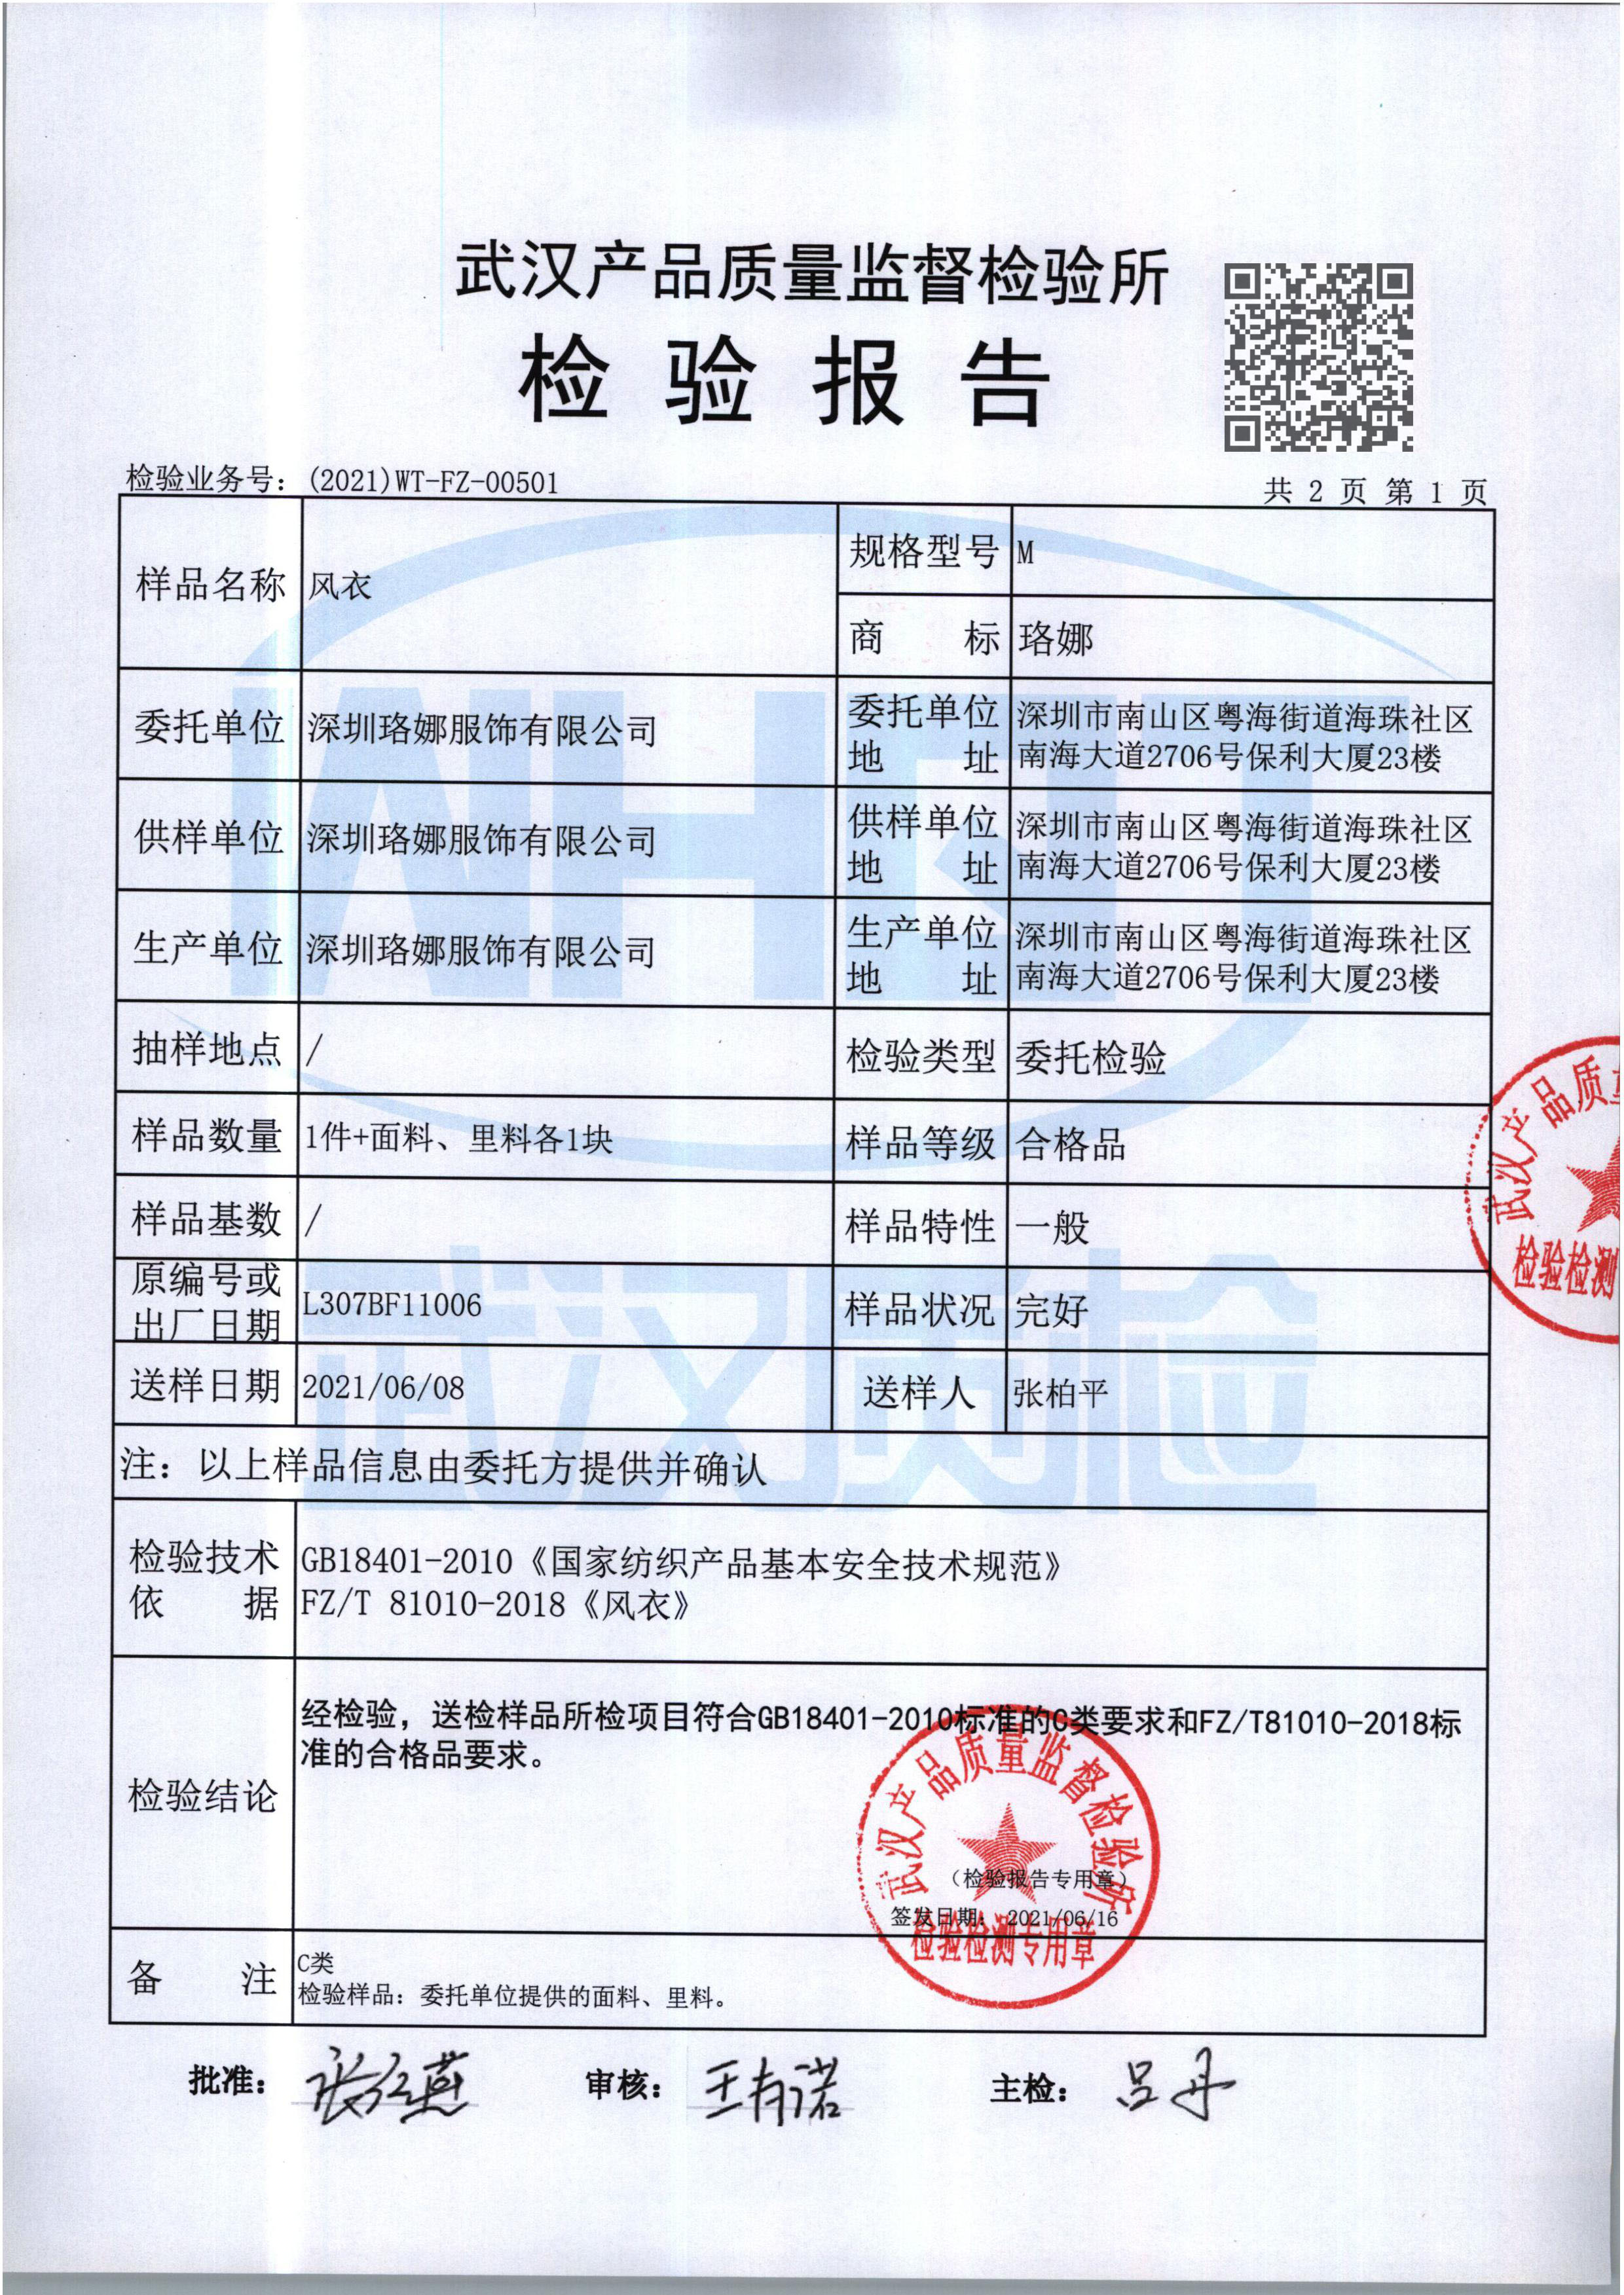 武汉产品质量监督检验所
检验报告
检验业务号：(2021)WT-FZ-00501
共 2 页 第 1 页
样品名称 风衣 规格型号 M
商 标 珞娜
委托单位 深圳珞娜服饰有限公司 委托单位地 址 深圳市南山区粤海街道海珠社区
南海大道2706号保利大厦23楼
供样单位 深圳珞娜服饰有限公司 供样单位地 址 深圳市南山区粤海街道海珠社区
南海大道2706号保利大厦23楼
生产单位 深圳珞娜服饰有限公司 生产单位地 址 深圳市南山区粤海街道海珠社区
南海大道2706号保利大厦23楼
抽样地点 / 检验类型 委托检验
样品数量 1件+面料、里料各1块 样品等级 合格品
样品基数 / 样品特性 一般
原编号或
出厂日期 L307BF11006 样品状况 完好
送样日期 2021/06/08 送样人 张柏平
注：以上样品信息由委托方提供并确认
检验技术
依 据
GB18401-2010《国家纺织产品基本安全技术规范》
FZ/T 81010-2018《风衣》
检验结论
经检验，送检样品所检项目符合GB18401-2010标准的C类要求和FZ/T81010-2018标
准的合格品要求。
武汉产品质量监督检验所
（检验报告专用章）
签发日期： 2021/06/16
检验检测专用章
备 注
C类
检验样品：委托单位提供的面料、里料。
批准： 张红燕 审核： 王有诺 主检： 吕丹
武汉产品质
检验检测
武汉质检